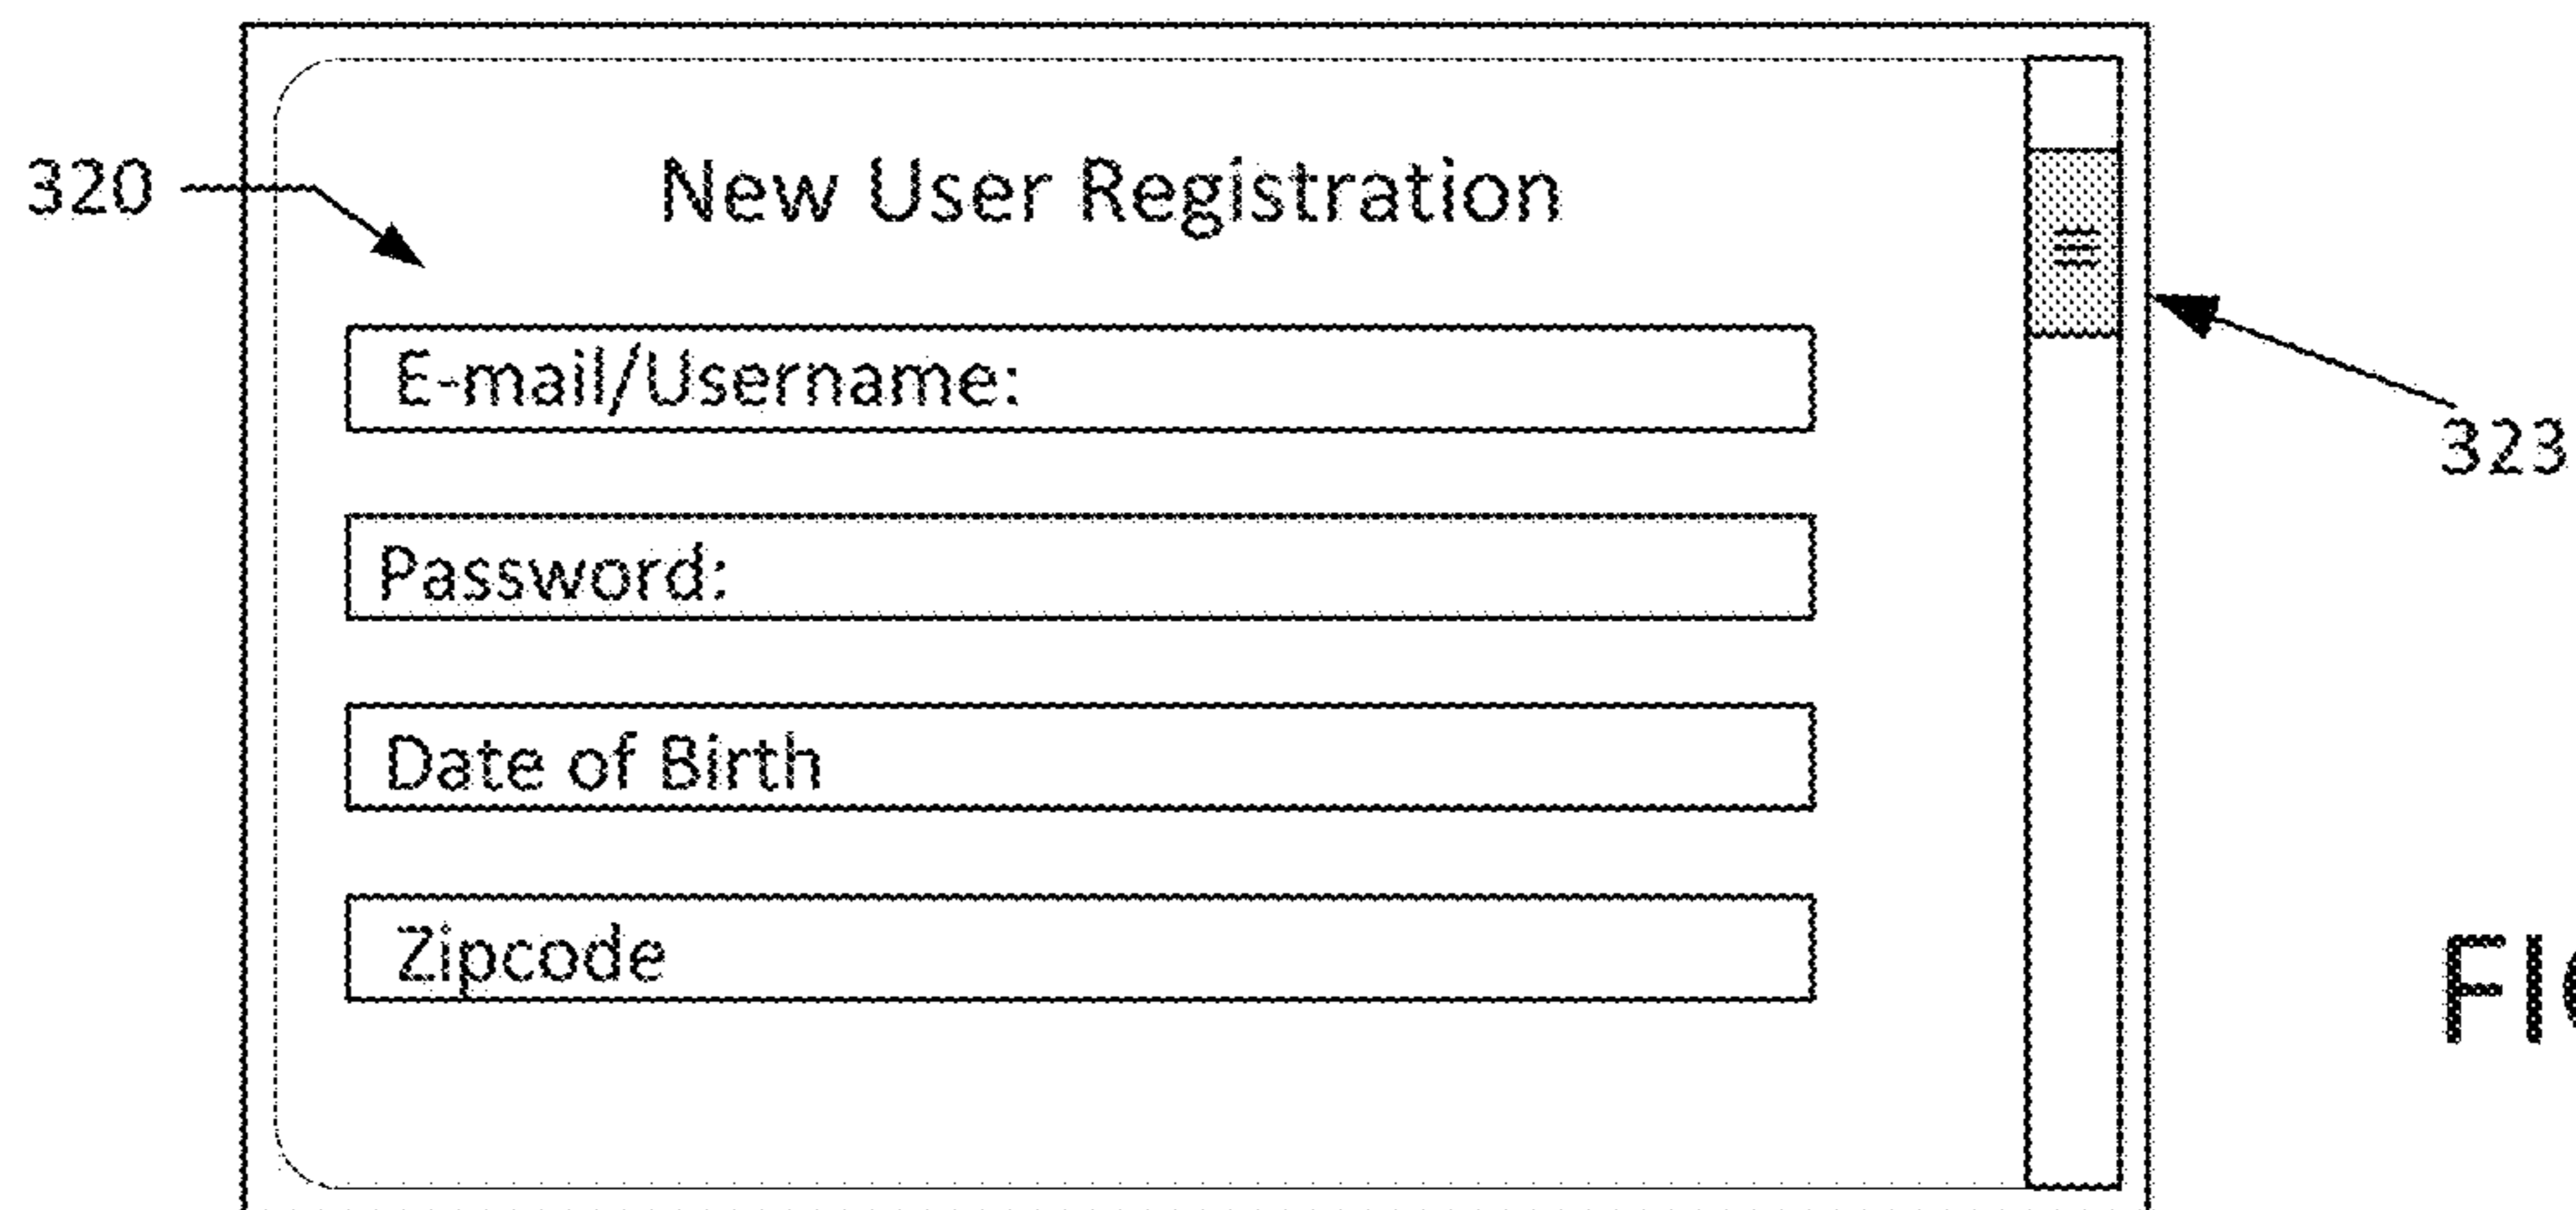 320
New User Registration
E-mail/Username:
323
Password:
Date of Birth
Zipcode